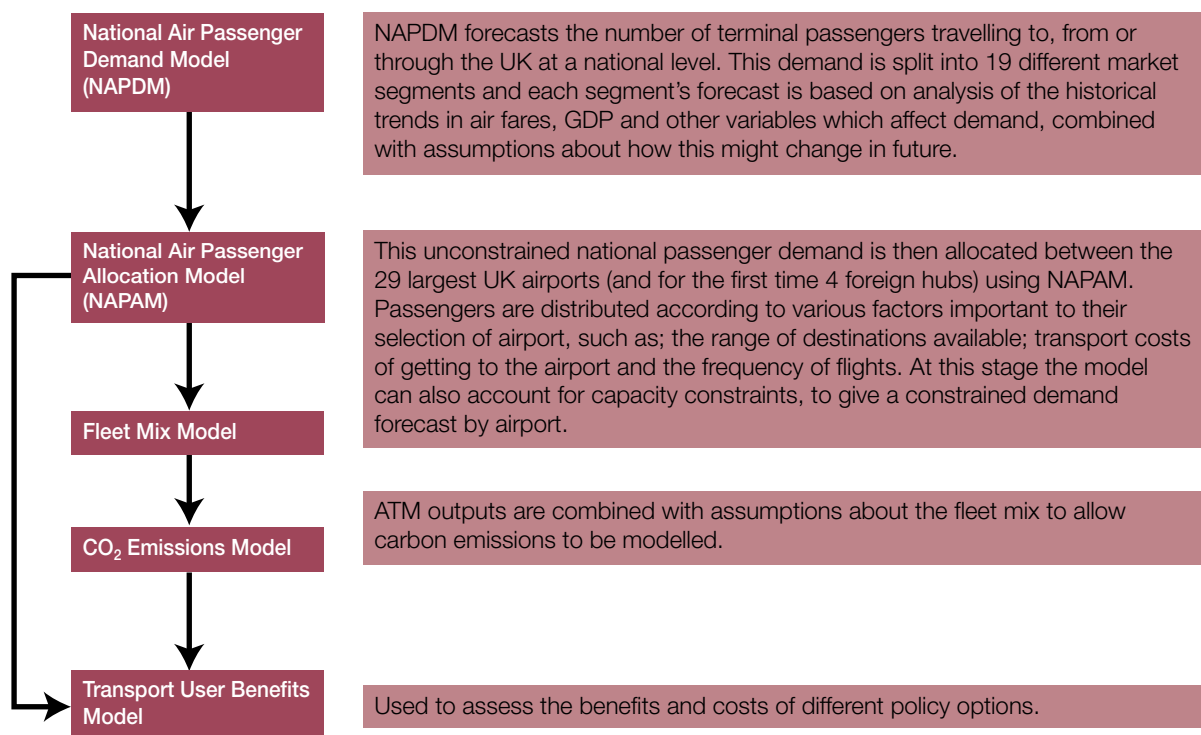 National Air Passenger
Demand Model
(NAPDM)
NAPDM forecasts the number of terminal passengers travelling to, from or
through the UK at a national level. This demand is split into 19 different market
segments and each segment's forecast is based on analysis of the historical
trends in air fares, GDP and other variables which affect demand, combined
with assumptions about how this might change in future.
National Air Passenger
Allocation Model
(NAPAM)
This unconstrained national passenger demand is then allocated between the
29 largest UK airports (and for the first time 4 foreign hubs) using NAPAM.
Passengers are distributed according to various factors important to their
selection of airport, such as; the range of destinations available; transport costs
of getting to the airport and the frequency of flights. At this stage the model
can also account for capacity constraints, to give a constrained demand
forecast by airport.
Fleet Mix Model
ATM outputs are combined with assumptions about the fleet mix to allow
carbon emissions to be modelled.
CO₂ Emissions Model
Transport User Benefits
Model
Used to assess the benefits and costs of different policy options.